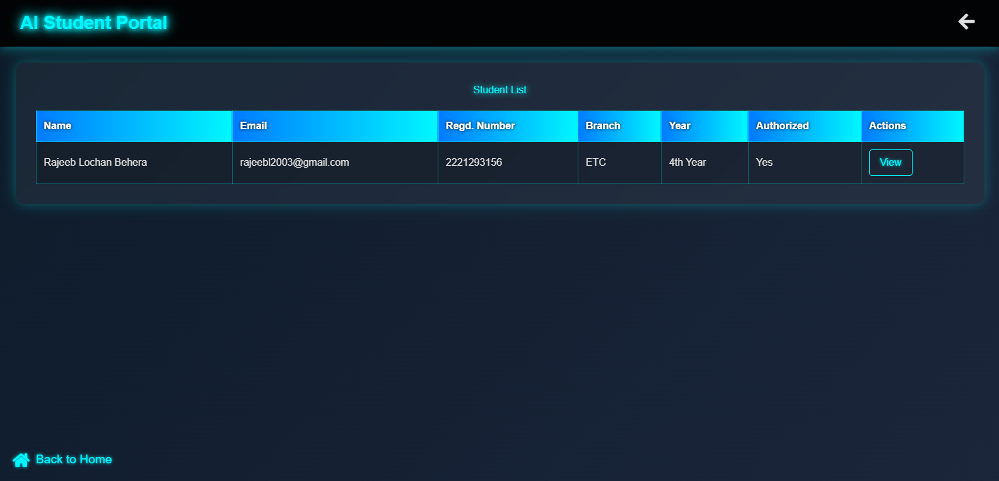 AI Student Portal
Student List
Name Email Regd. Number Branch Year Authorized Actions
Rajeeb Lochan Behera rajeebl2003@gmail.com 2221293156 ETC 4th Year Yes View
Back to Home